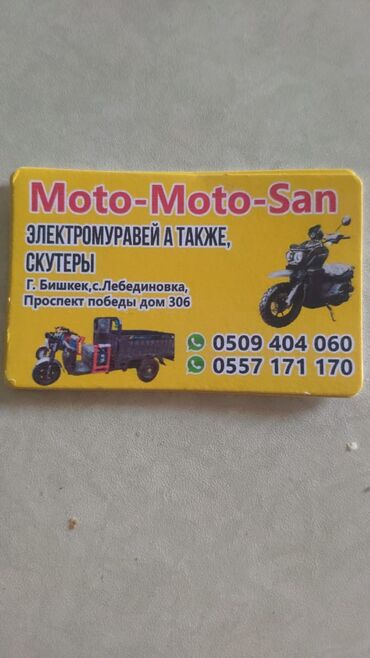 Moto-Moto-San
ЭЛЕКТРОМУРАВЕЙ А ТАКЖЕ,
СКУТЕРЫ
Г. Бишкек,с.Лебединовка,
Проспект победы дом 306
0509 404 060
0557 171 170